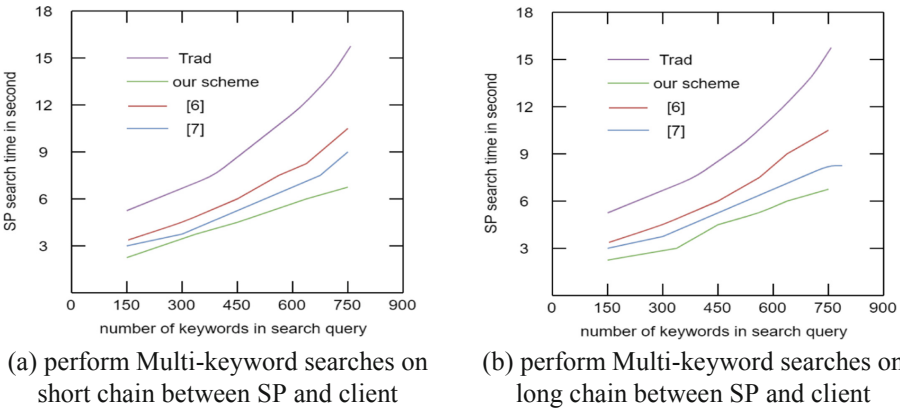 18
15
12
9
6
3
0 150 300 450 600 750 900
SP search time in second
number of keywords in search query
Trad
our scheme
[6]
[7]
(a) perform Multi-keyword searches on
short chain between SP and client
18
15
12
9
6
3
0 150 300 450 600 750 900
SP search time in second
number of keywords in search query
Trad
our scheme
[6]
[7]
(b) perform Multi-keyword searches on
long chain between SP and client